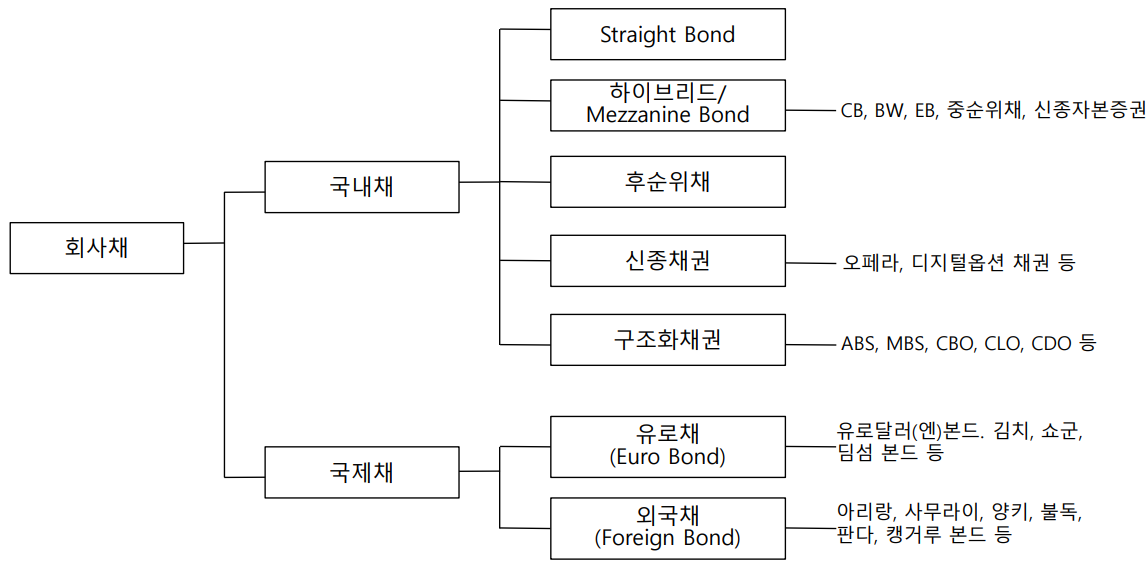 Straight Bond
하이브리드/
Mezzanine Bond
CB, BW, EB, 중순위채, 신종자본증권
국내채
후순위채
회사채
신종채권
오페라, 디지털옵션 채권 등
구조화채권
ABS, MBS, CBO, CLO, CDO 등
유로채
(Euro Bond)
유로달러(엔)본드. 김치, 쇼군,
딤섬 본드 등
국제채
외국채
(Foreign Bond)
아리랑, 사무라이, 양키, 불독,
판다, 캥거루 본드 등